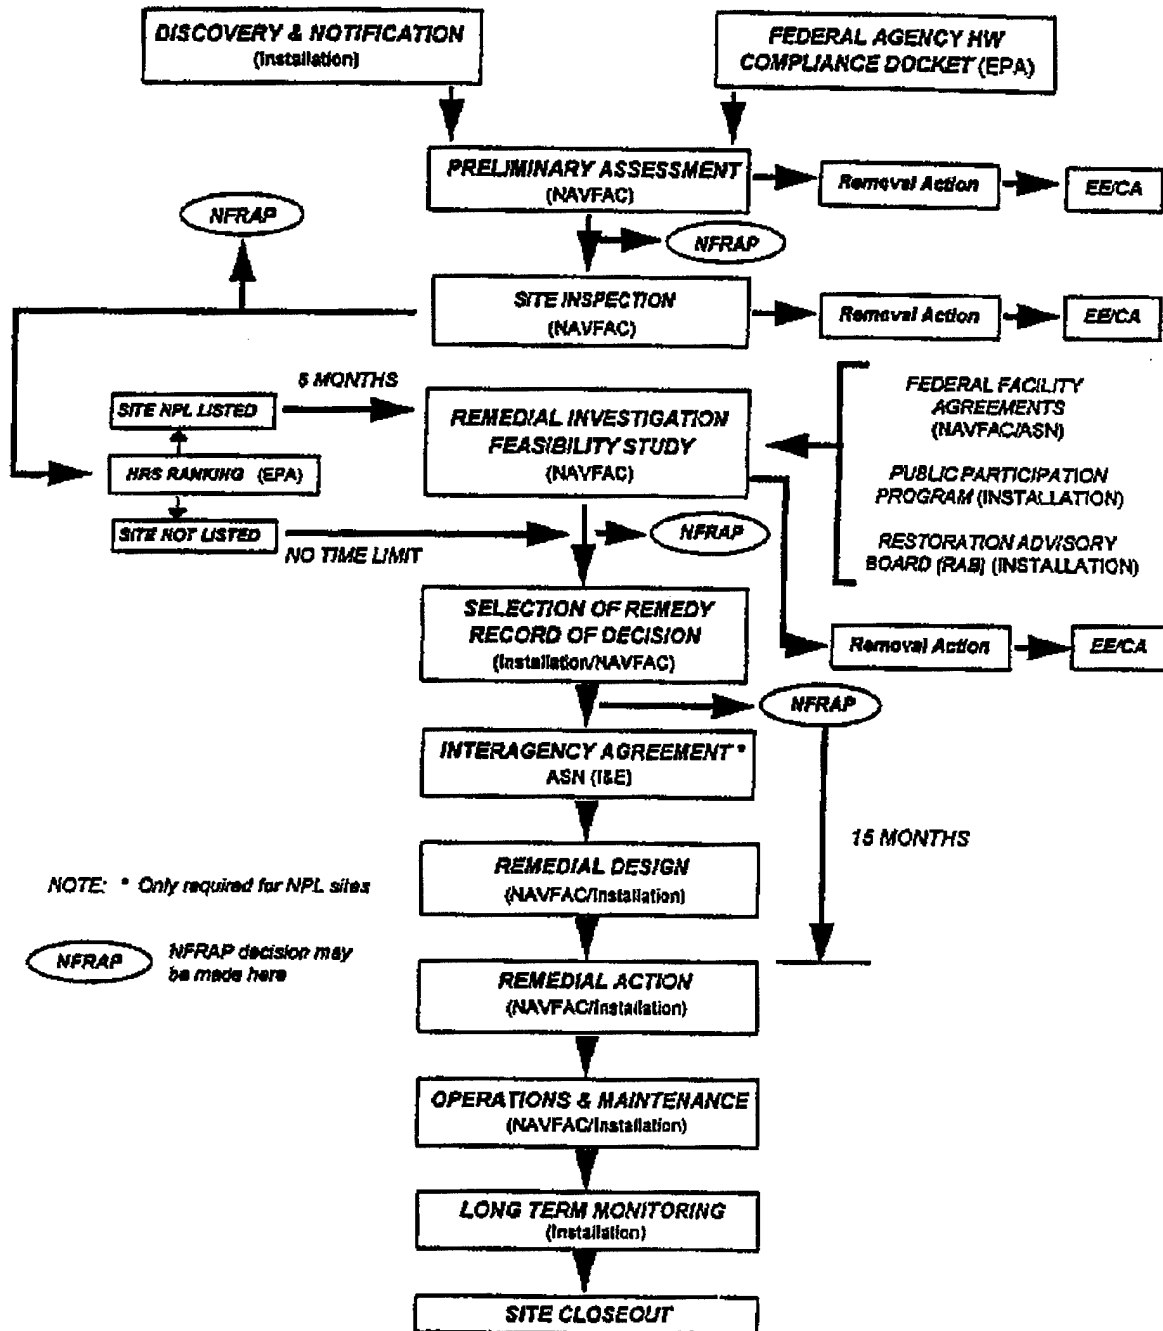 DISCOVERY & NOTIFICATION
(Installation)
FEDERAL AGENCY HW
COMPLIANCE DOCKET (EPA)
PRELIMINARY ASSESSMENT
(NAVFAC)
Removal Action
EE/CA
NFRAP
NFRAP
SITE INSPECTION
(NAVFAC)
Removal Action
EE/CA
6 MONTHS
SITE NPL LISTED
REMEDIAL INVESTIGATION
FEASIBILITY STUDY
(NAVFAC)
FEDERAL FACILITY
AGREEMENTS
(NAVFAC/ASN)
HRS RANKING (EPA)
PUBLIC PARTICIPATION
PROGRAM (INSTALLATION)
SITE NOT LISTED
NO TIME LIMIT
NFRAP
RESTORATION ADVISORY
BOARD (RAB) (INSTALLATION)
SELECTION OF REMEDY
RECORD OF DECISION
(Installation/NAVFAC)
Removal Action
EE/CA
NFRAP
INTERAGENCY AGREEMENT *
ASN (I&E)
15 MONTHS
REMEDIAL DESIGN
(NAVFAC/Installation)
NOTE: * Only required for NPL sites
NFRAP
NFRAP decision may
be made here
REMEDIAL ACTION
(NAVFAC/Installation)
OPERATIONS & MAINTENANCE
(NAVFAC/Installation)
LONG TERM MONITORING
(Installation)
SITE CLOSEOUT